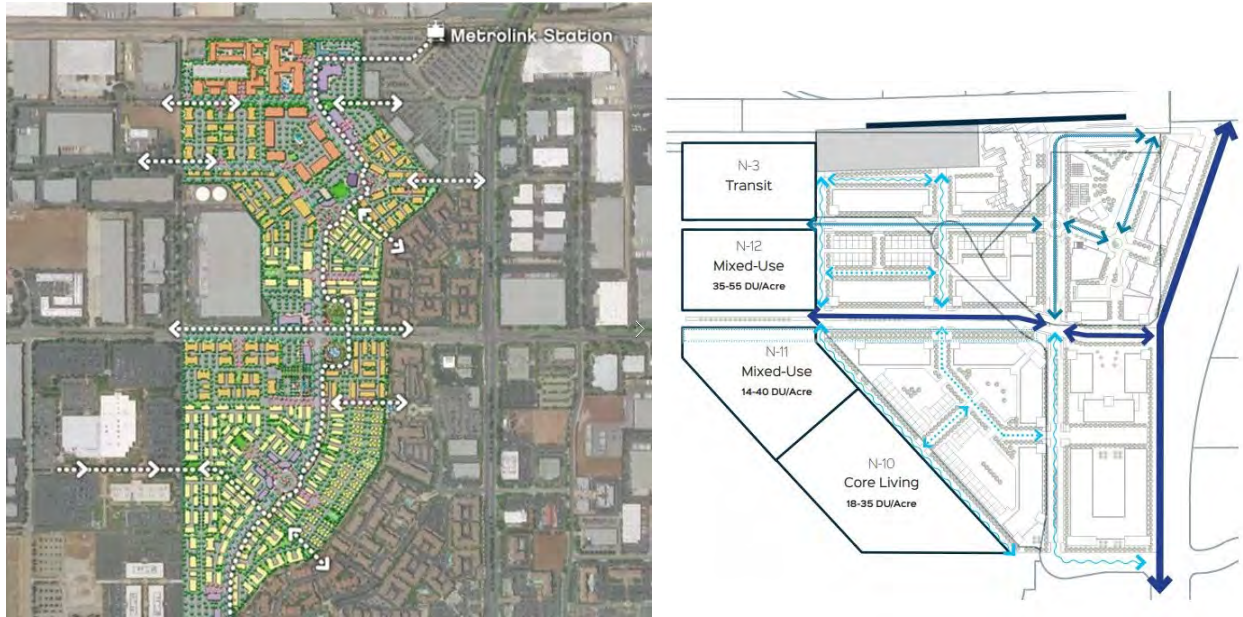 Metrolink Station
N-3
Transit
N-12
Mixed-Use
35-55 DU/Acre
N-11
Mixed-Use
14-40 DU/Acre
N-10
Core Living
18-35 DU/Acre